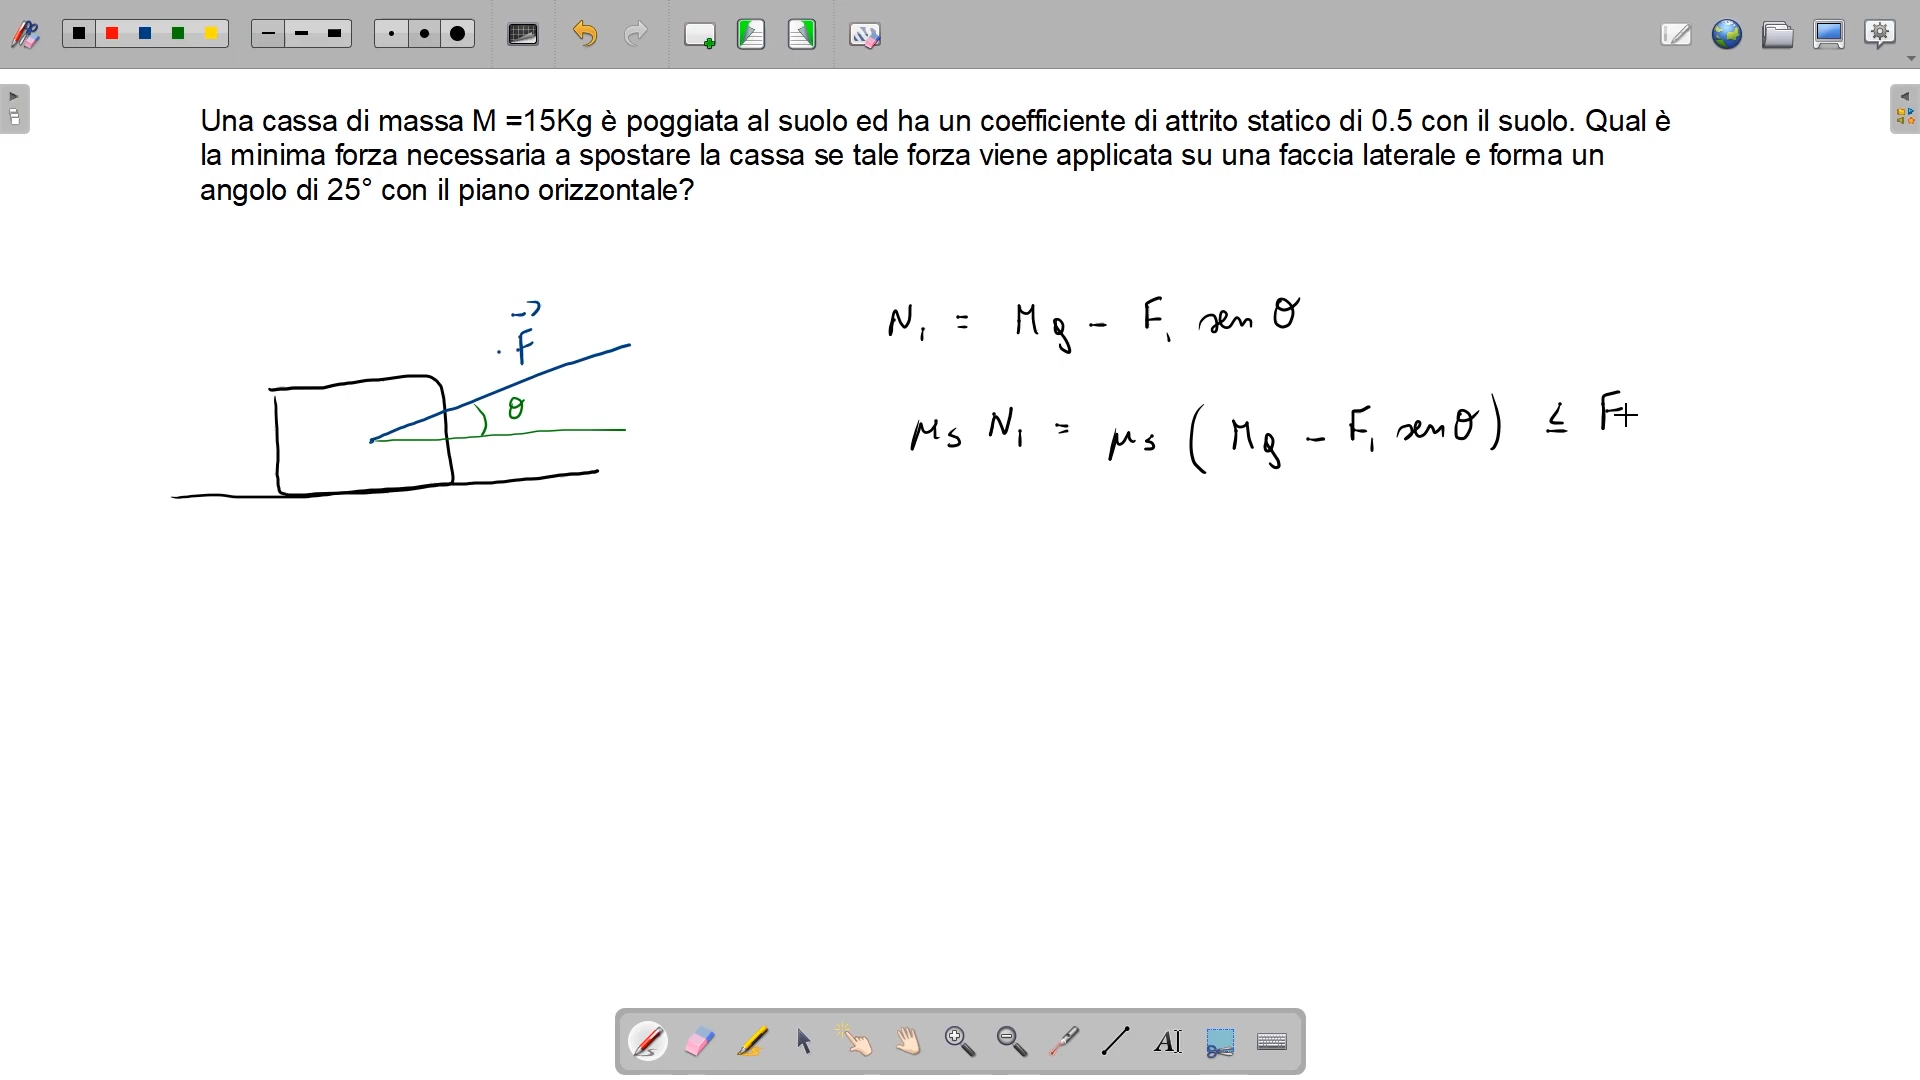 Una cassa di massa M =15Kg è poggiata al suolo ed ha un coefficiente di attrito statico di 0.5 con il suolo. Qual è
la minima forza necessaria a spostare la cassa se tale forza viene applicata su una faccia laterale e forma un
angolo di 25° con il piano orizzontale?
F⃗
θ
N₁ = Mg - F₁ sen θ
μs N₁ = μs ( Mg - F₁ sen θ ) ≤ F
AI